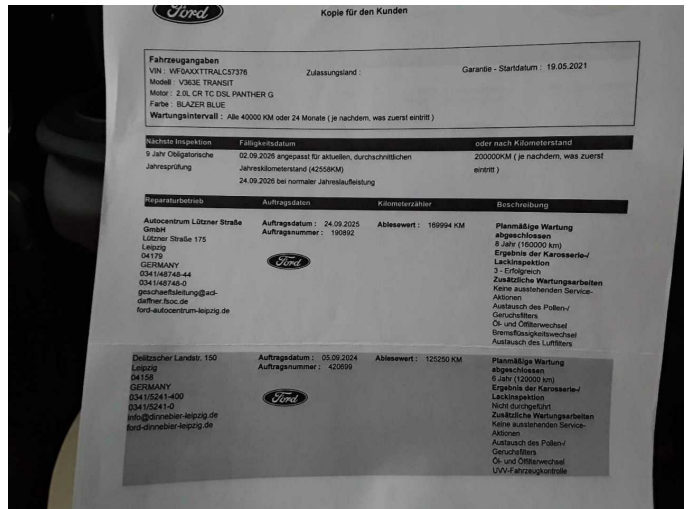 Ford
Kopie für den Kunden
Fahrzeugangaben
VIN : WF0AXXTTRALC57376
Zulassungsland :
Garantie - Startdatum : 19.05.2021
Modell : V363E TRANSIT
Motor : 2.0L CR TC DSL PANTHER G
Farbe : BLAZER BLUE
Wartungsintervall : Alle 40000 KM oder 24 Monate ( je nachdem, was zuerst eintritt )
Nächste Inspektion Fälligkeitsdatum oder nach Kilometerstand
9 Jahr Obligatorische 02.09.2026 angepasst für aktuellen, durchschnittlichen 200000KM ( je nachdem, was zuerst
Jahresprüfung Jahreskilometerstand (42558KM) eintritt )
24.09.2026 bei normaler Jahreslaufleistung
Reparaturbetrieb Auftragsdaten Kilometerzähler Beschreibung
Autocentrum Lützner Straße
GmbH
Lützner Straße 175
Leipzig
04179
GERMANY
0341/48748-44
0341/48748-0
geschaeftsleitung@acl-
daffner.fsoc.de
ford-autocentrum-leipzig.de
Auftragsdatum : 24.09.2025
Auftragsnummer : 190892
Ford
Ablesewert : 169994 KM
Planmäßige Wartung
abgeschlossen
8 Jahr (160000 km)
Ergebnis der Karosserie-/
Lackinspektion
3 - Erfolgreich
Zusätzliche Wartungsarbeiten
Keine ausstehenden Service-
Aktionen
Austausch des Pollen-/
Geruchsfilters
Öl- und Ölfilterwechsel
Bremsflüssigkeitswechsel
Austausch des Luftfilters
Delitzscher Landstr. 150
Leipzig
04158
GERMANY
0341/5241-400
0341/5241-0
info@dinnebier-leipzig.de
ford-dinnebier-leipzig.de
Auftragsdatum : 05.09.2024
Auftragsnummer : 420699
Ford
Ablesewert : 125250 KM
Planmäßige Wartung
abgeschlossen
6 Jahr (120000 km)
Ergebnis der Karosserie-/
Lackinspektion
Nicht durchgeführt
Zusätzliche Wartungsarbeiten
Keine ausstehenden Service-
Aktionen
Austausch des Pollen-/
Geruchsfilters
Öl- und Ölfilterwechsel
UVV-Fahrzeugkontrolle